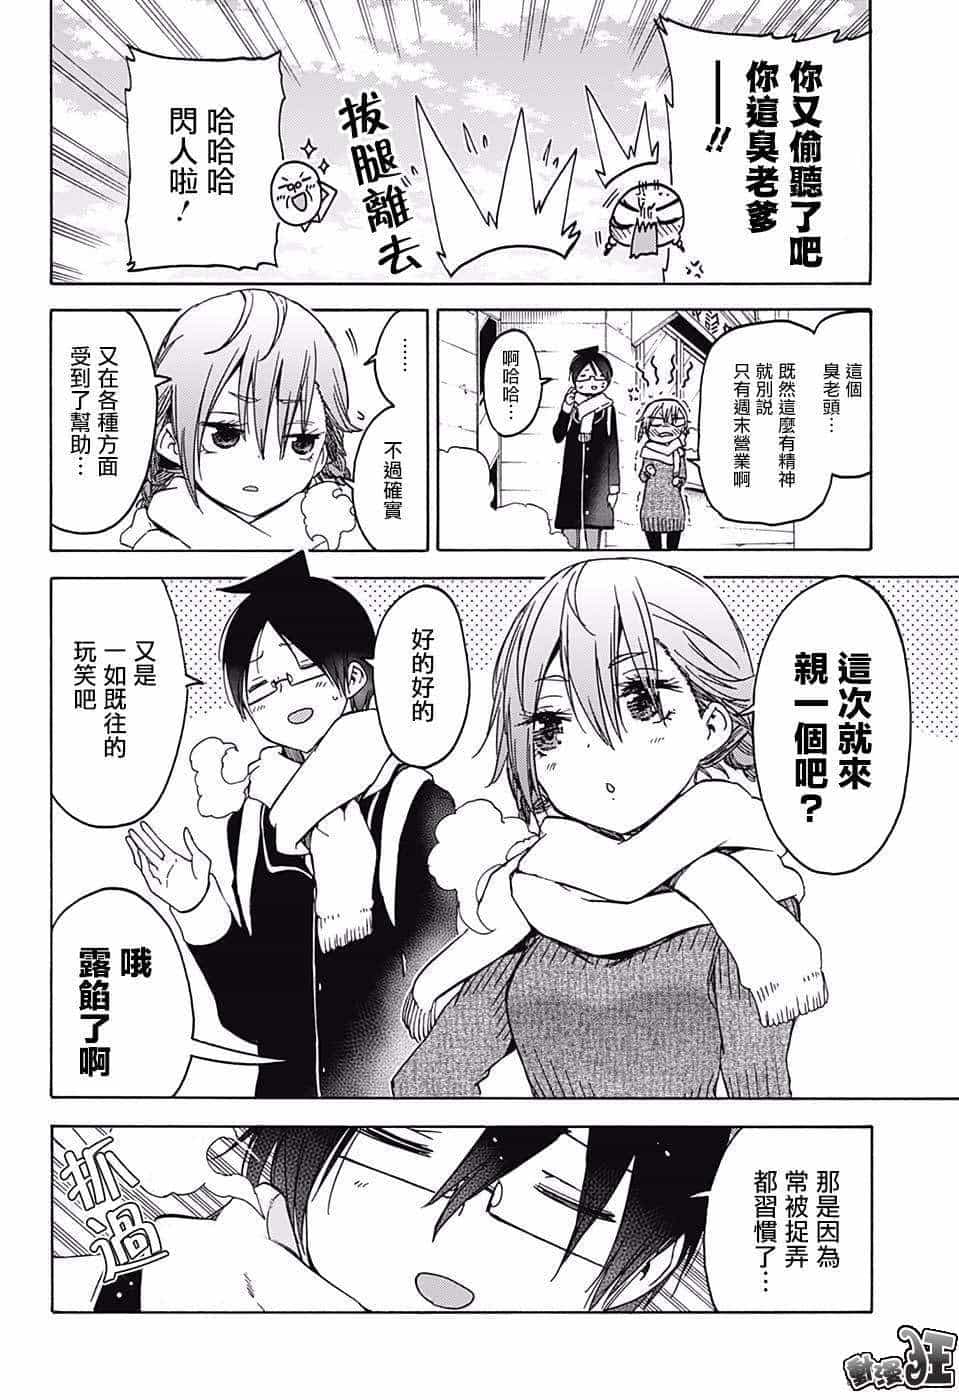 你又偷聽了吧
你這臭老爹
——!!
拔腿離去
哈哈哈
閃人啦！
這個
臭老頭…
既然這麼有精神
就別說
只有週末營業啊
啊哈哈…
……
不過確實
又在各種方面
受到了幫助…
這次就來
親一個吧？
好的好的
又是
一如既往的
玩笑吧
哦
露餡了啊
那是因為
常被捉弄
都習慣了…
抓過
動漫狂